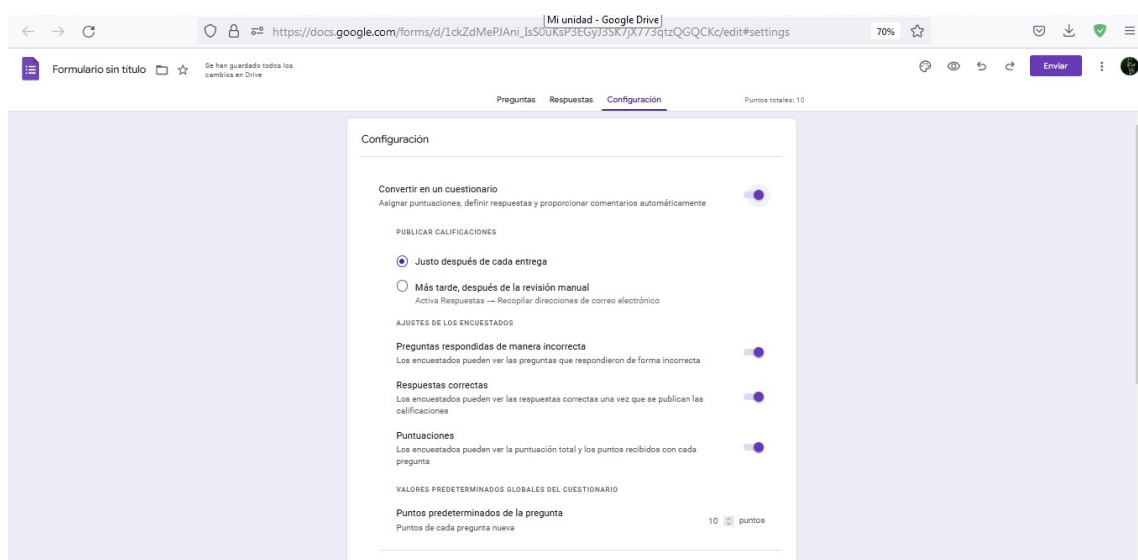 Mi unidad - Google Drive
https://docs.google.com/forms/d/1ckZdMePJAni_IsS0uKsP3EGyJ3SK7jX773qtzQGQCKc/edit#settings
70%
Formulario sin título
Se han guardado todos los
cambios en Drive
Enviar
Preguntas Respuestas Configuración Puntos totales: 10
Configuración
Convertir en un cuestionario
Asignar puntuaciones, definir respuestas y proporcionar comentarios automáticamente
PUBLICAR CALIFICACIONES
Justo después de cada entrega
Más tarde, después de la revisión manual
Activa Respuestas → Recopilar direcciones de correo electrónico
AJUSTES DE LOS ENCUESTADOS
Preguntas respondidas de manera incorrecta
Los encuestados pueden ver las preguntas que respondieron de forma incorrecta
Respuestas correctas
Los encuestados pueden ver las respuestas correctas una vez que se publican las
calificaciones
Puntuaciones
Los encuestados pueden ver la puntuación total y los puntos recibidos con cada
pregunta
VALORES PREDETERMINADOS GLOBALES DEL CUESTIONARIO
Puntos predeterminados de la pregunta
10 puntos
Puntos de cada pregunta nueva